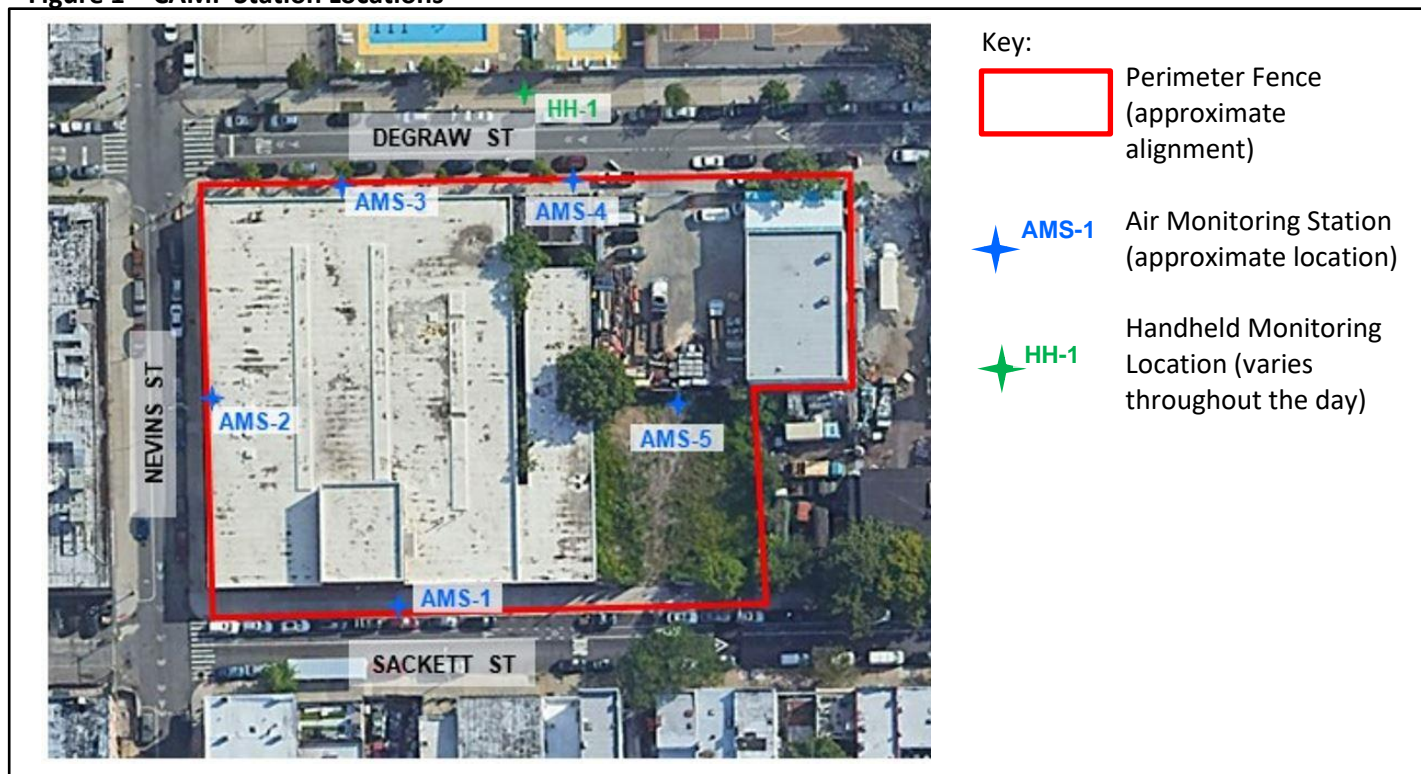 Figure 1 – CAMP Station Locations
HH-1
DEGRAW ST
AMS-3
AMS-4
NEVINS ST
AMS-2
AMS-5
AMS-1
SACKETT ST
Key:
Perimeter Fence
(approximate
alignment)
AMS-1
Air Monitoring Station
(approximate location)
HH-1
Handheld Monitoring
Location (varies
throughout the day)